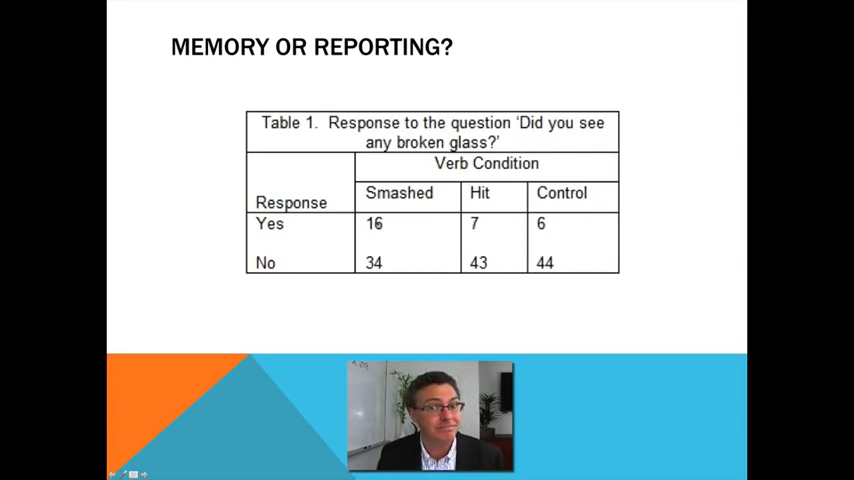 MEMORY OR REPORTING?
Table 1. Response to the question 'Did you see
any broken glass?'
Verb Condition
Response Smashed Hit Control
Yes 16 7 6
No 34 43 44